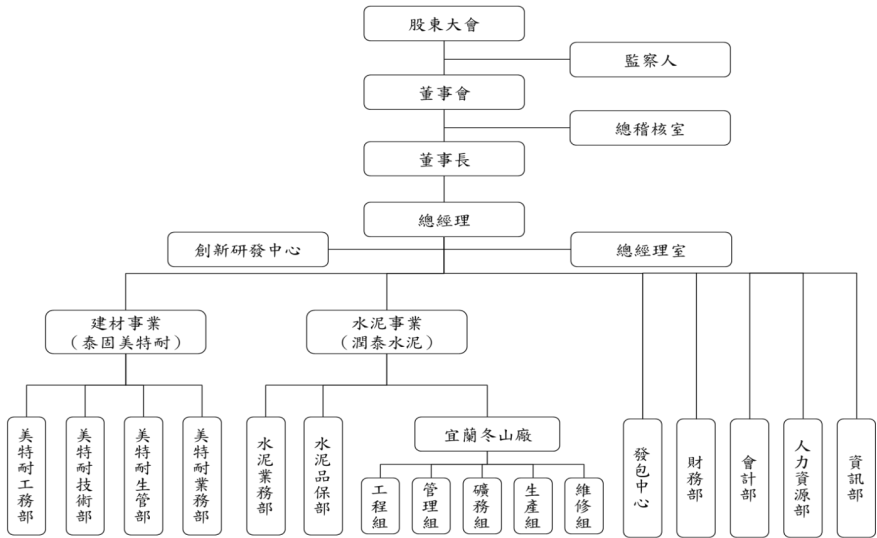 股東大會
監察人
董事會
總稽核室
董事長
總經理
創新研發中心
總經理室
建材事業
（泰固美特耐）
水泥事業
（潤泰水泥）
美特耐工務部
美特耐技術部
美特耐生管部
美特耐業務部
水泥業務部
水泥品保部
宜蘭冬山廠
工程組
管理組
礦務組
生產組
維修組
發包中心
財務部
會計部
人力資源部
資訊部